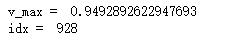 v_max = 0.9492892622947693
idx = 928